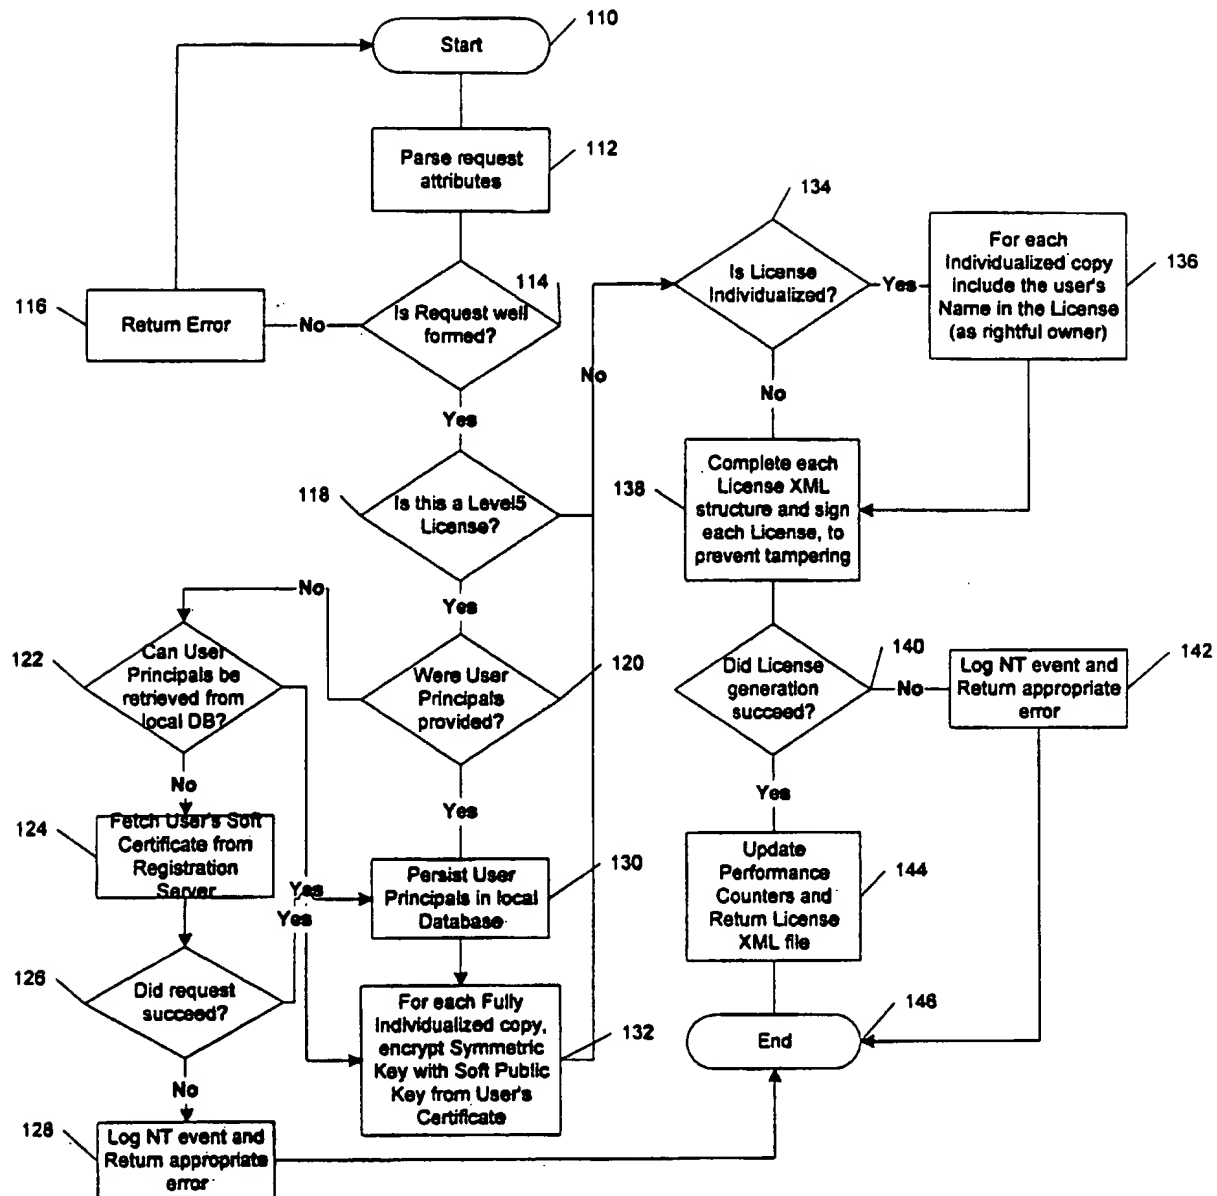 110
Start
Parse request
attributes
112
114
Is Request well
formed?
No
116
Return Error
Yes
118
Is this a Level5
License?
No
Yes
120
Were User
Principals
provided?
No
122
Can User
Principals be
retrieved from
local DB?
No
Yes
124
Fetch User's Soft
Certificate from
Registration
Server
Yes
Yes
126
Did request
succeed?
No
128
Log NT event and
Return appropriate
error
130
Persist User
Principals in local
Database
132
For each Fully
Individualized copy,
encrypt Symmetric
Key with Soft Public
Key from User's
Certificate
134
Is License
Individualized?
Yes
136
For each
Individualized copy
include the user's
Name in the License
(as rightful owner)
No
138
Complete each
License XML
structure and sign
each License, to
prevent tampering
140
Did License
generation
succeed?
No
142
Log NT event and
Return appropriate
error
Yes
144
Update
Performance
Counters and
Return License
XML file
146
End